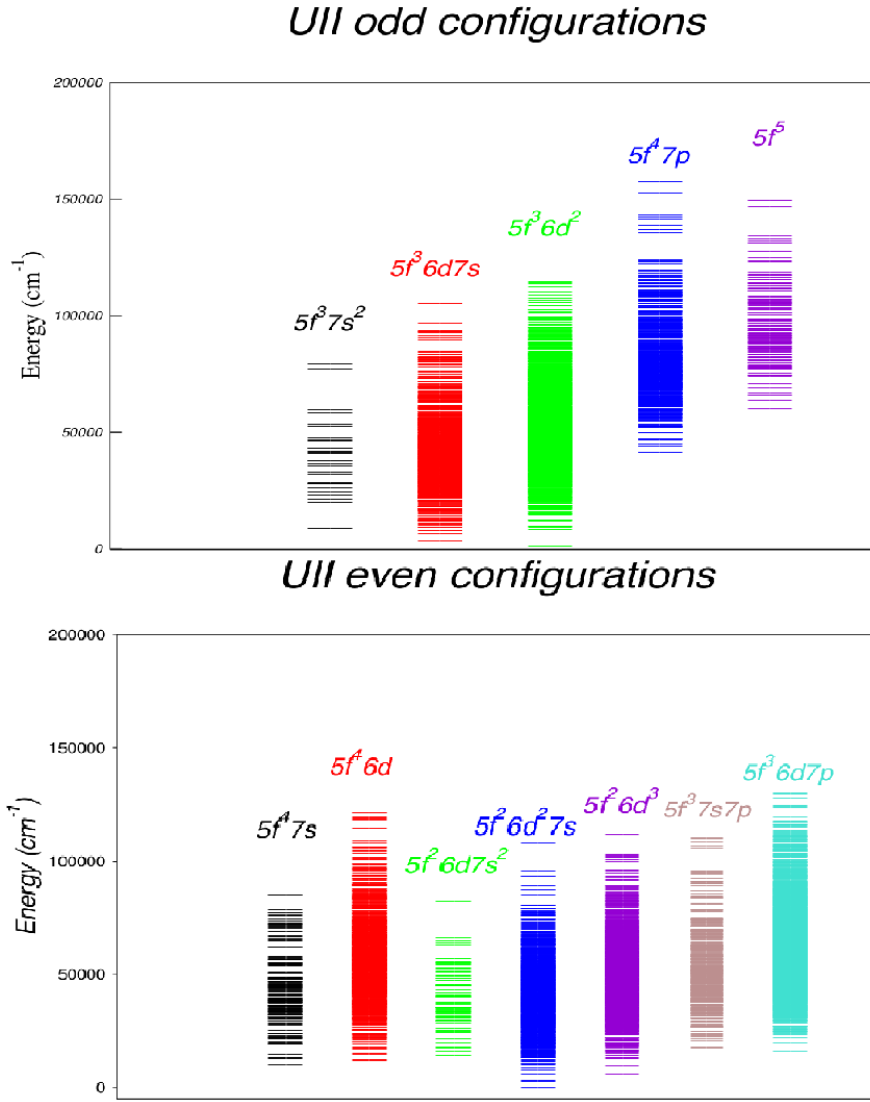 UII odd configurations
200000
150000
100000
50000
0
Energy (cm⁻¹)
5f³7s²
5f³6d7s
5f³6d²
5f⁴7p
5f⁵
UII even configurations
200000
150000
100000
50000
0
Energy (cm⁻¹)
5f⁴7s
5f⁴6d
5f²6d7s²
5f²6d²7s
5f²6d³
5f³7s7p
5f³6d7p